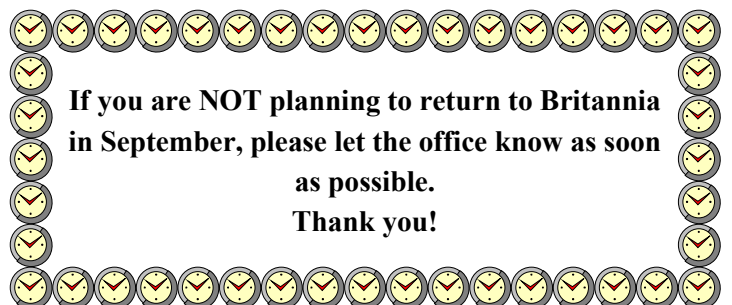 If you are NOT planning to return to Britannia
in September, please let the office know as soon
as possible.
Thank you!